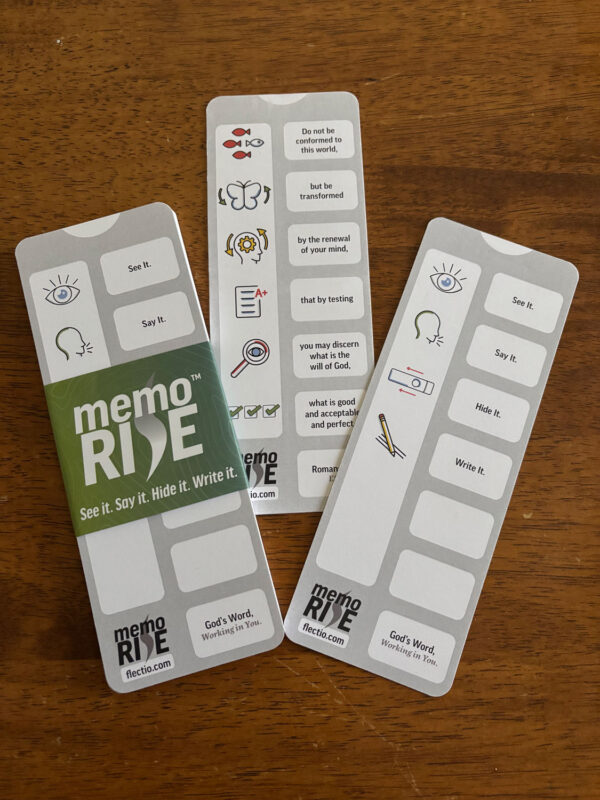 See It.
Say It.
memo™
RISE
See it. Say it. Hide it. Write it.
memo
RISE
flectio.com
God's Word,
Working in You.
A+
Do not be
conformed to
this world,
but be
transformed
by the renewal
of your mind,
that by testing
you may discern
what is the
will of God,
what is good
and acceptable
and perfect
memo
RISE
.com
See It.
Say It.
Hide It.
Write It.
memo
RISE
flectio.com
God's Word,
Working in You.